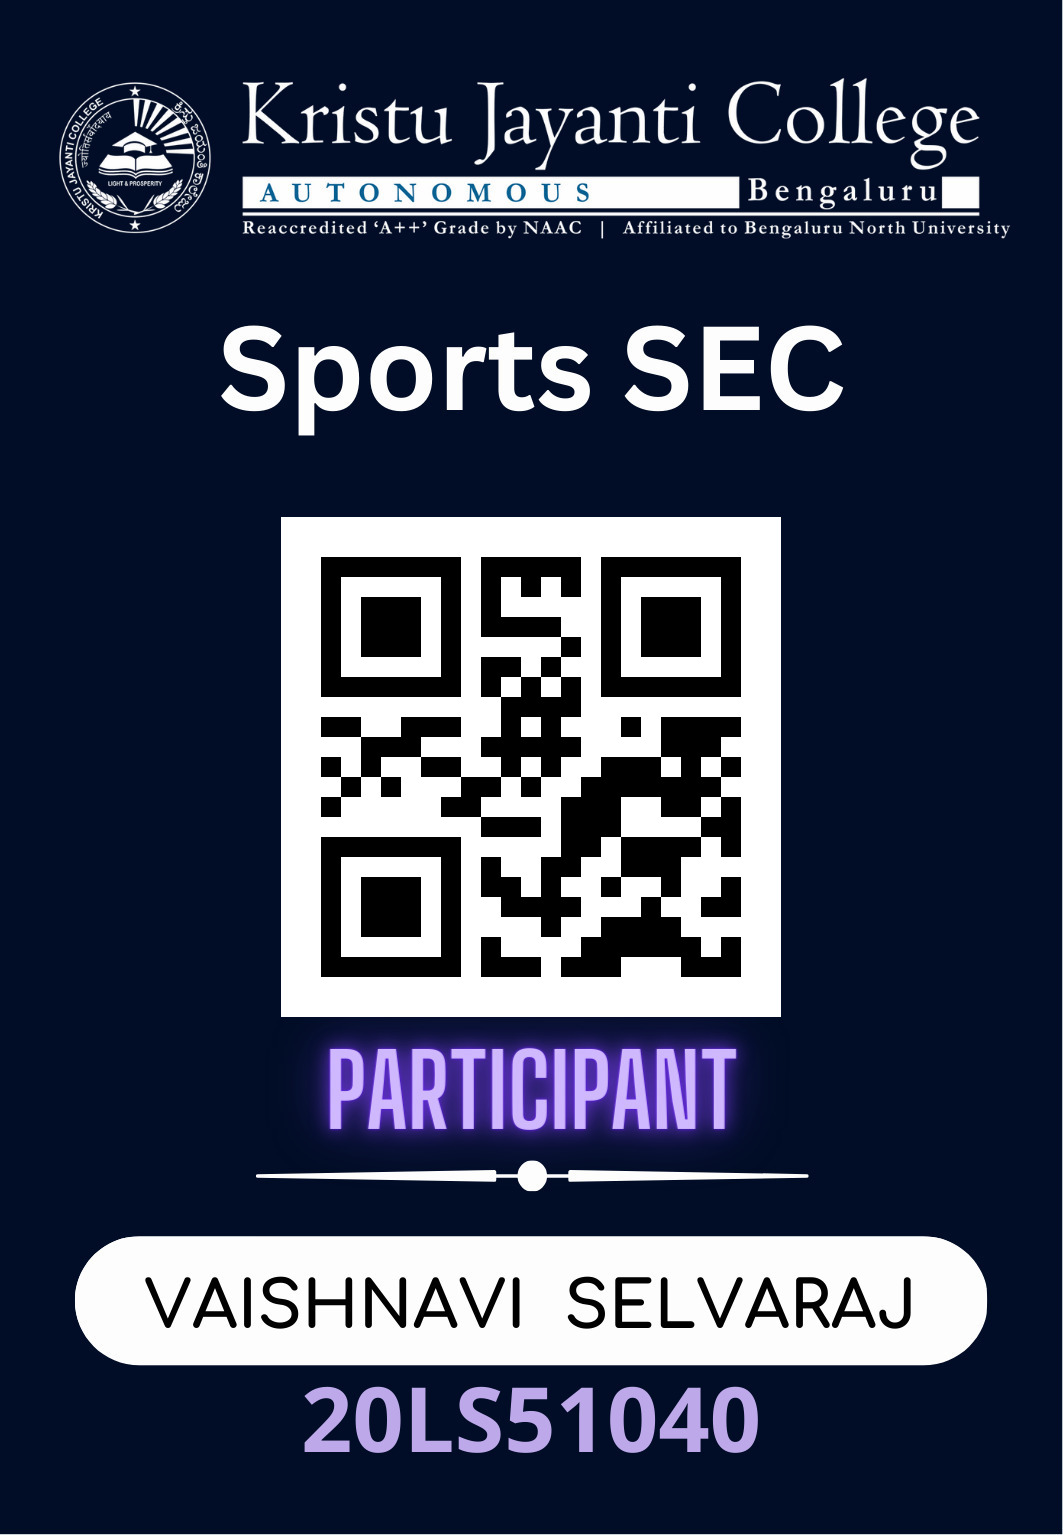 KRISTU JAYANTI COLLEGE
LIGHT & PROSPERITY
Kristu Jayanti College
AUTONOMOUS Bengaluru
Reaccredited ‘A++’ Grade by NAAC | Affiliated to Bengaluru North University
Sports SEC
PARTICIPANT
VAISHNAVI SELVARAJ
20LS51040